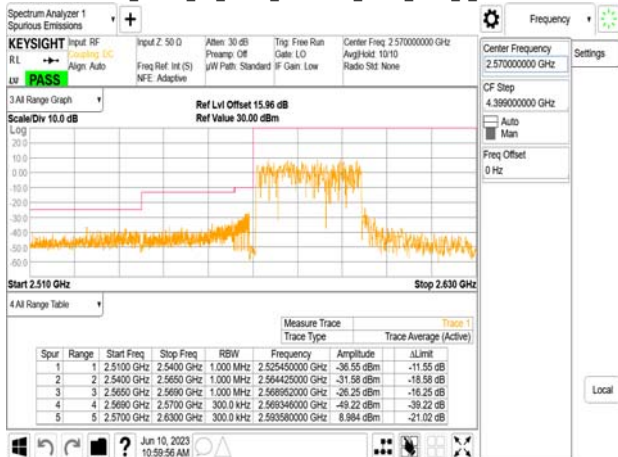 Spectrum Analyzer 1
Spurious Emissions
Frequency
KEYSIGHT Input: RF Input Z: 50 Ω Atten: 30 dB Trig: Free Run Center Freq: 2.570000000 GHz
RL Coupling: DC Preamp: Off Gate: LO Avg|Hold: 10/10
Align: Auto Freq Ref: Int (S) µW Path: Standard IF Gain: Low Radio Std: None
NFE: Adaptive
PASS
Center Frequency
2.570000000 GHz
Settings
CF Step
4.399000000 GHz
Auto
Man
Freq Offset
0 Hz
3 All Range Graph
Ref Lvl Offset 15.96 dB
Scale/Div 10.0 dB Ref Value 30.00 dBm
Log
20.0
10.0
0.00
-10.0
-20.0
-30.0
-40.0
-50.0
-60.0
Start 2.510 GHz Stop 2.630 GHz
4 All Range Table
Measure Trace Trace 1
Trace Type Trace Average (Active)
Spur Range Start Freq Stop Freq RBW Frequency Amplitude ΔLimit
1 1 2.5100 GHz 2.5400 GHz 1.000 MHz 2.525450000 GHz -36.55 dBm -11.55 dB
2 2 2.5400 GHz 2.5650 GHz 1.000 MHz 2.564425000 GHz -31.58 dBm -18.58 dB
3 3 2.5650 GHz 2.5690 GHz 1.000 MHz 2.568952000 GHz -26.25 dBm -16.25 dB
4 4 2.5690 GHz 2.5700 GHz 300.0 kHz 2.569346000 GHz -49.22 dBm -39.22 dB
5 5 2.5700 GHz 2.6300 GHz 300.0 kHz 2.593580000 GHz 8.984 dBm -21.02 dB
Local
Jun 10, 2023
10:59:56 AM